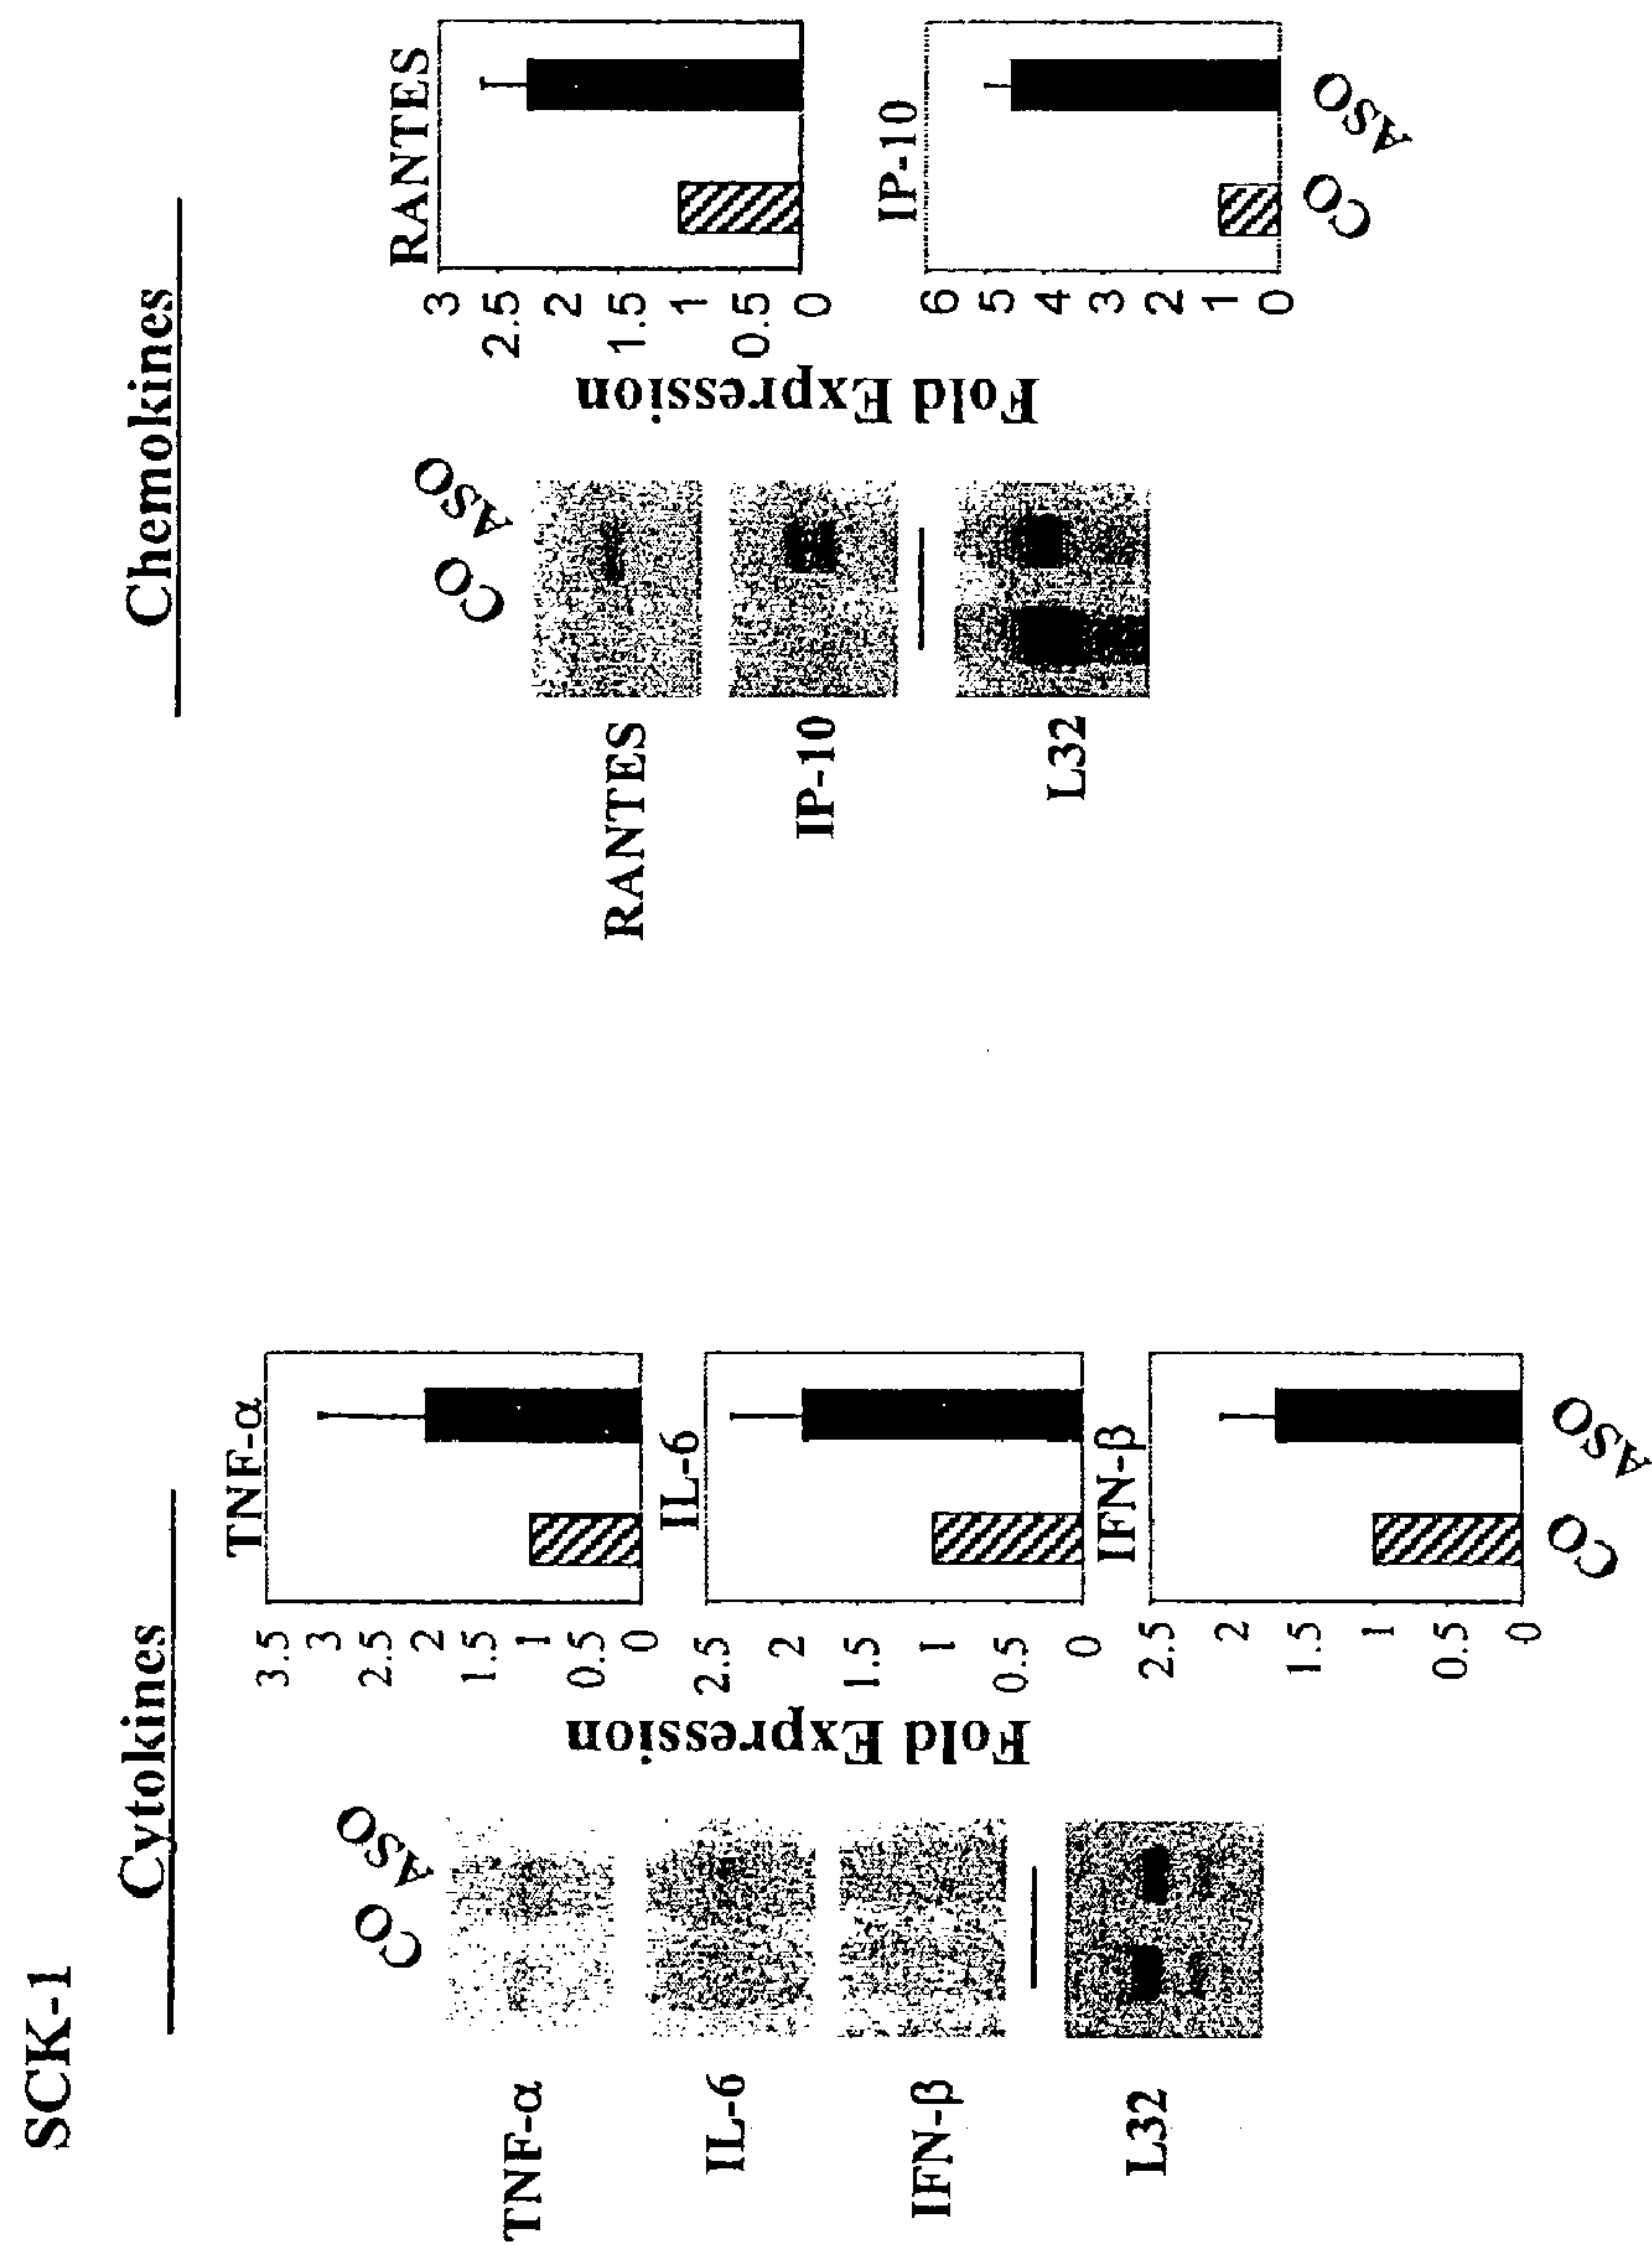 SCK-1
Cytokines
CO ASO
TNF-α
IL-6
IFN-β
L32
Fold Expression
TNF-α
3.5
3
2.5
2
1.5
1
0.5
0
IL-6
2.5
2
1.5
1
0.5
0
IFN-β
2.5
2
1.5
1
0.5
0
CO ASO
Chemokines
CO ASO
RANTES
IP-10
L32
Fold Expression
RANTES
3
2.5
2
1.5
1
0.5
0
IP-10
6
5
4
3
2
1
0
CO ASO